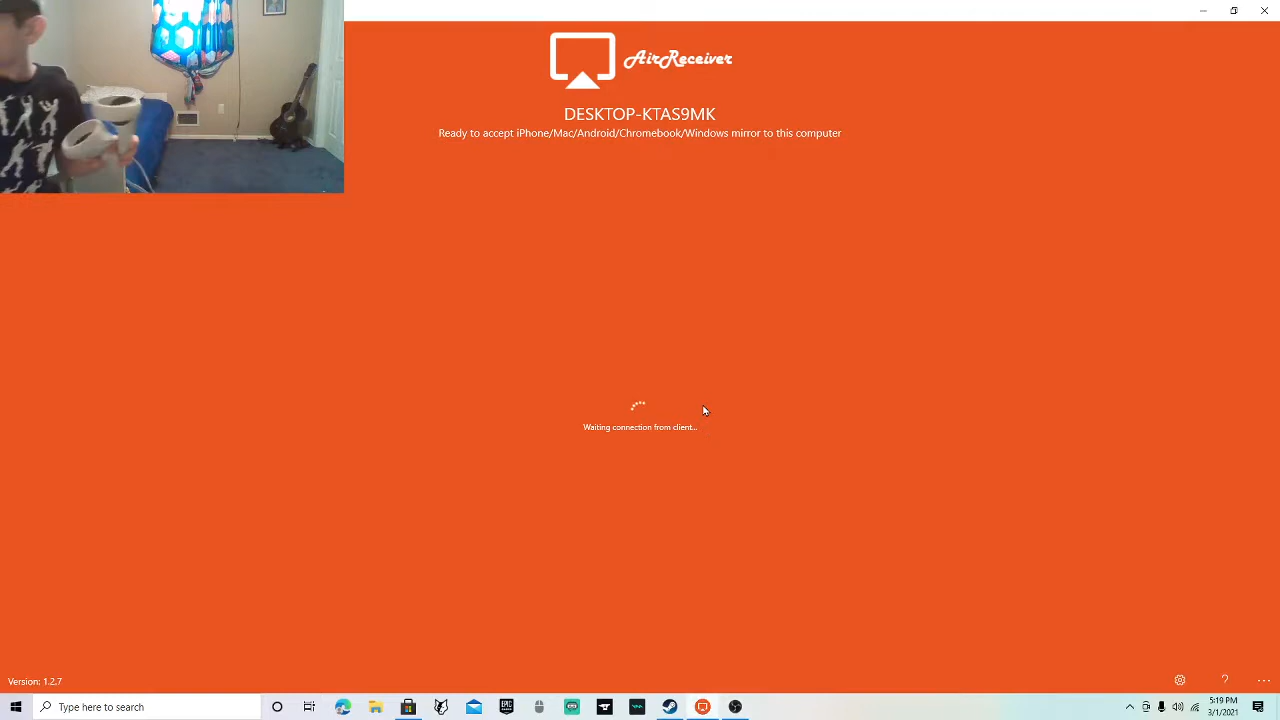 AirReceiver
DESKTOP-KTAS9MK
Ready to accept iPhone/Mac/Android/Chromebook/Windows mirror to this computer
Waiting connection from client...
Version: 1.2.7
Type here to search
EPIC
5:19 PM
3/1/2021